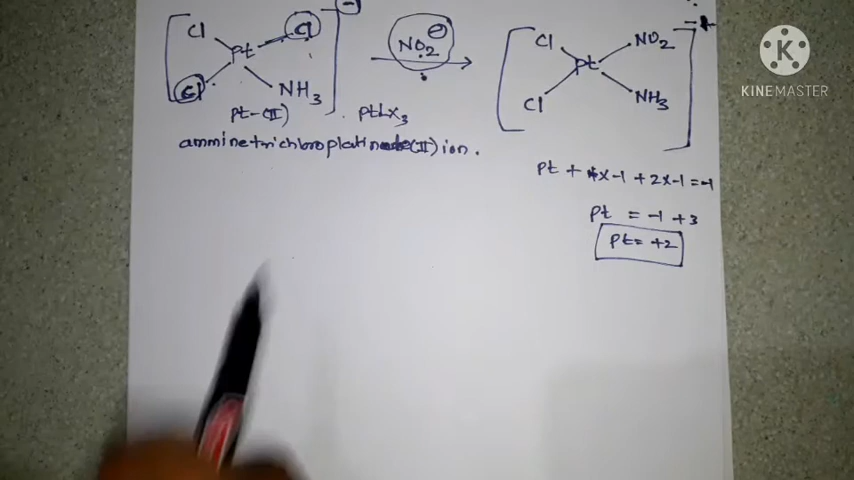 [Cl Cl Pt Cl NH3]-
NO2-
[Cl NO2 Pt Cl NH3]-1
Pt-(II) PtLX3
amminetrichloroplatinate(II) ion.
Pt + 1x-1 + 2x-1 = -1
Pt = -1 + 3
Pt = +2
K
KINEMASTER